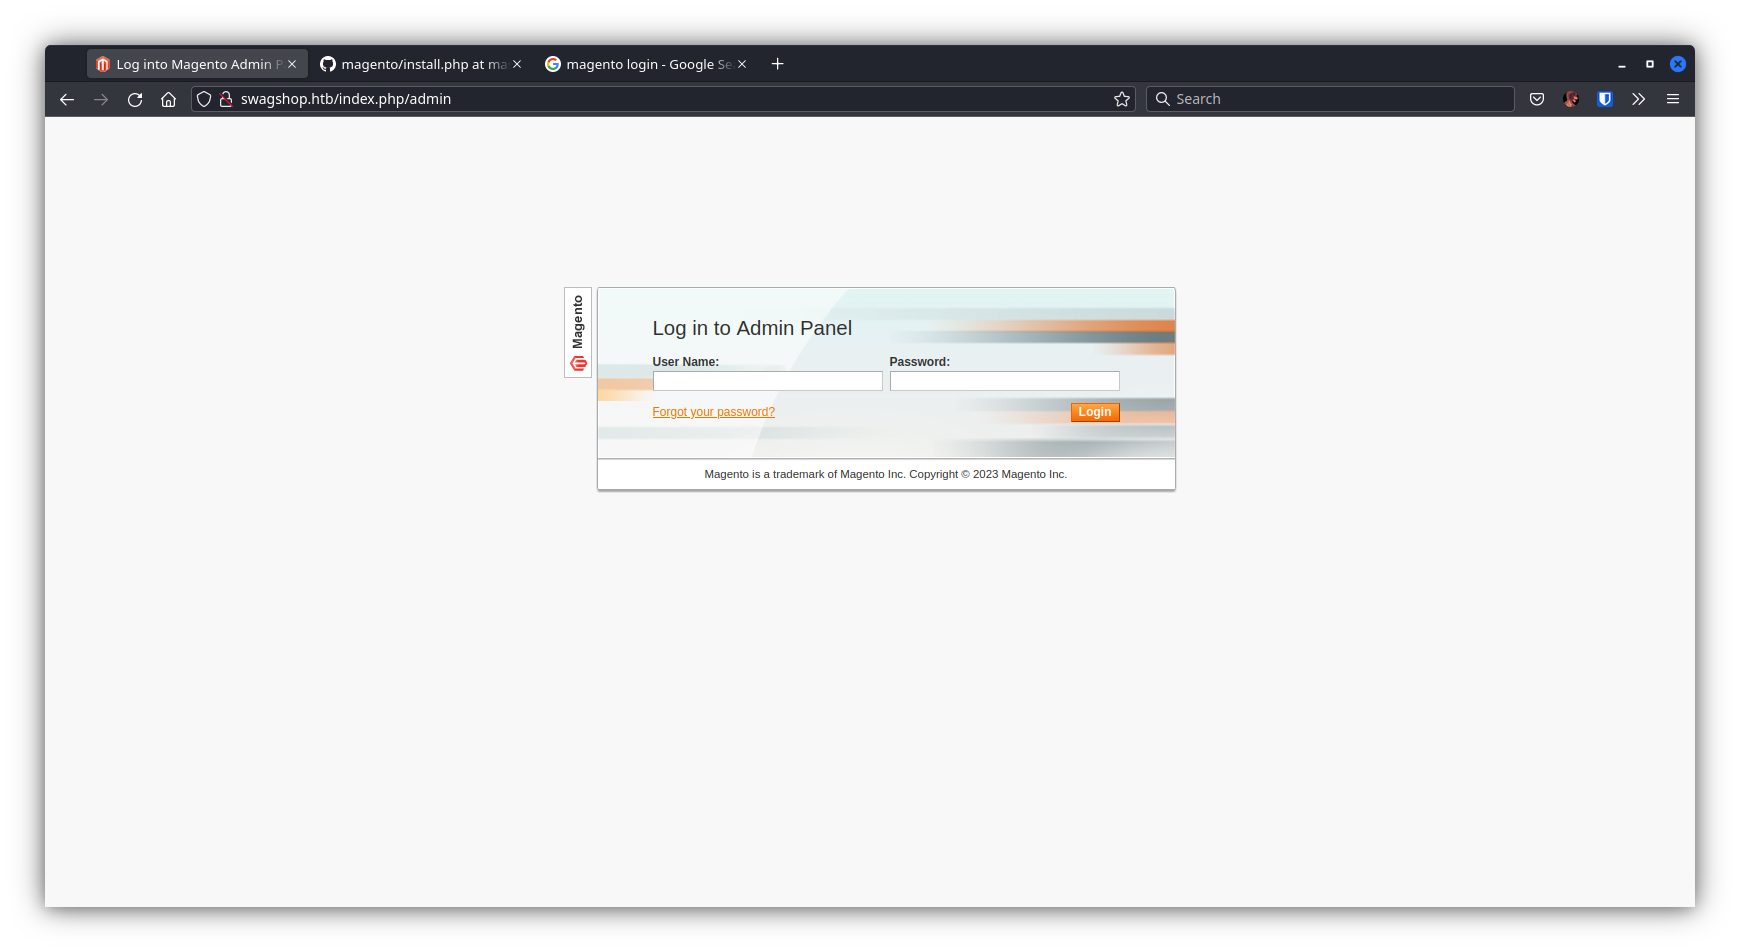 Log into Magento Admin P
magento/install.php at ma
magento login - Google Se
swagshop.htb/index.php/admin
Search
Magento
Log in to Admin Panel
User Name:
Password:
Forgot your password?
Login
Magento is a trademark of Magento Inc. Copyright © 2023 Magento Inc.